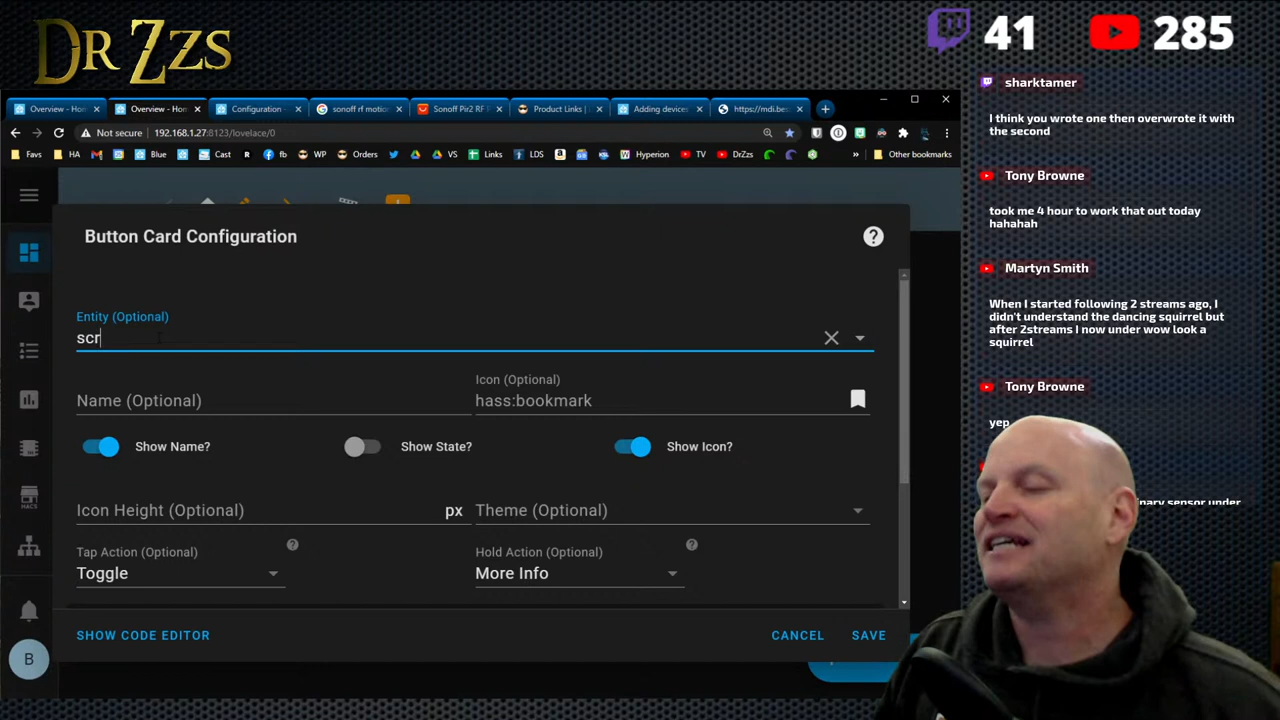 DR ZZS
41
285
Overview - Hom
Overview - Hom
Configuration
sonoff rf motio
Sonoff Pir2 RF
Product Links |
Adding devices
https://mdi.bes
Not secure 192.168.1.27:8123/lovelace/0
Favs
HA
Blue
Cast
R
Reolink
fb
WP
Orders
VS
Links
LDS
Hyperion
TV
DrZzs
Other bookmarks
Button Card Configuration
Entity (Optional)
scr
Name (Optional)
Icon (Optional)
hass:bookmark
Show Name?
Show State?
Show Icon?
Icon Height (Optional)
px
Theme (Optional)
Tap Action (Optional)
Toggle
Hold Action (Optional)
More Info
SHOW CODE EDITOR
CANCEL
SAVE
HACS
B
sharktamer
I think you wrote one then overwrote it with
the second
Tony Browne
took me 4 hour to work that out today
hahahah
Martyn Smith
When I started following 2 streams ago, I
didn't understand the dancing squirrel but
after 2streams I now under wow look a
squirrel
Tony Browne
yep
sensor under